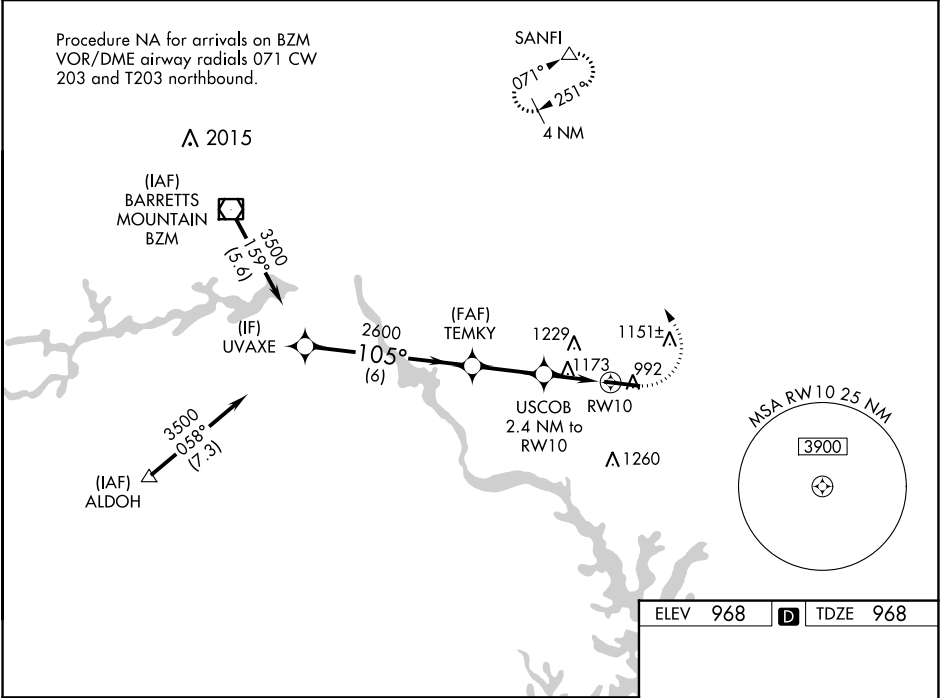 Procedure NA for arrivals on BZM
VOR/DME airway radials 071 CW
203 and T203 northbound.
SANFI
071°
251°
4 NM
2015
(IAF)
BARRETTS
MOUNTAIN
BZM
3500
159°
(5.6)
(IF)
UVAXE
2600
105°
(6)
(FAF)
TEMKY
1229
1151±
1173
992
USCOB
2.4 NM to
RW10
RW10
1260
3500
058°
(7.3)
(IAF)
ALDOH
MSA RW10 25 NM
3900
ELEV 968 D TDZE 968